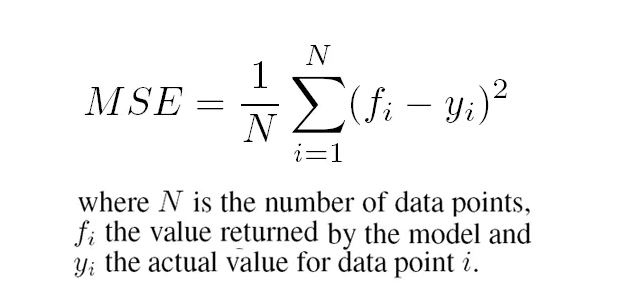 MSE = \frac{1}{N} \sum_{i=1}^{N} (f_i - y_i)^2
where N is the number of data points,
f_i the value returned by the model and
y_i the actual value for data point i.